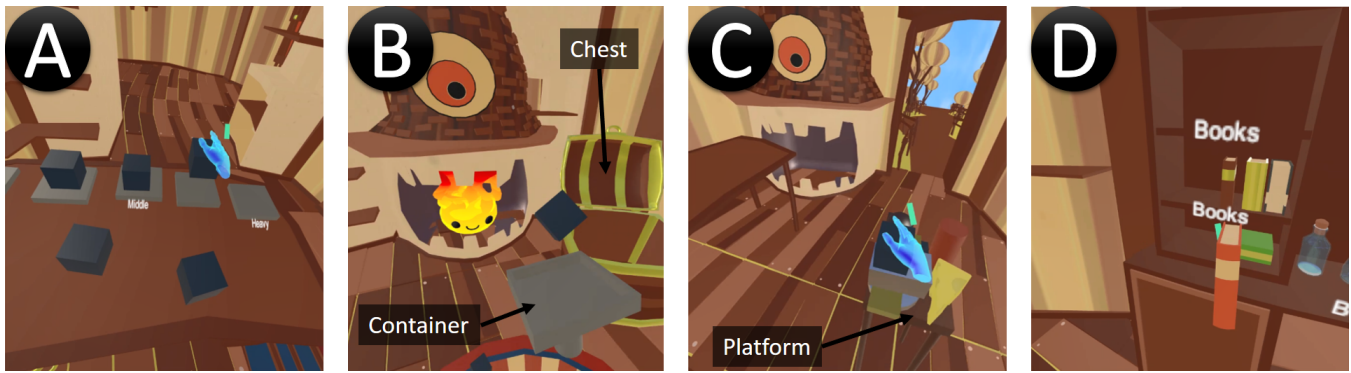 A
Middle
Heavy
B
Chest
Container
C
Platform
D
Books
Books
B